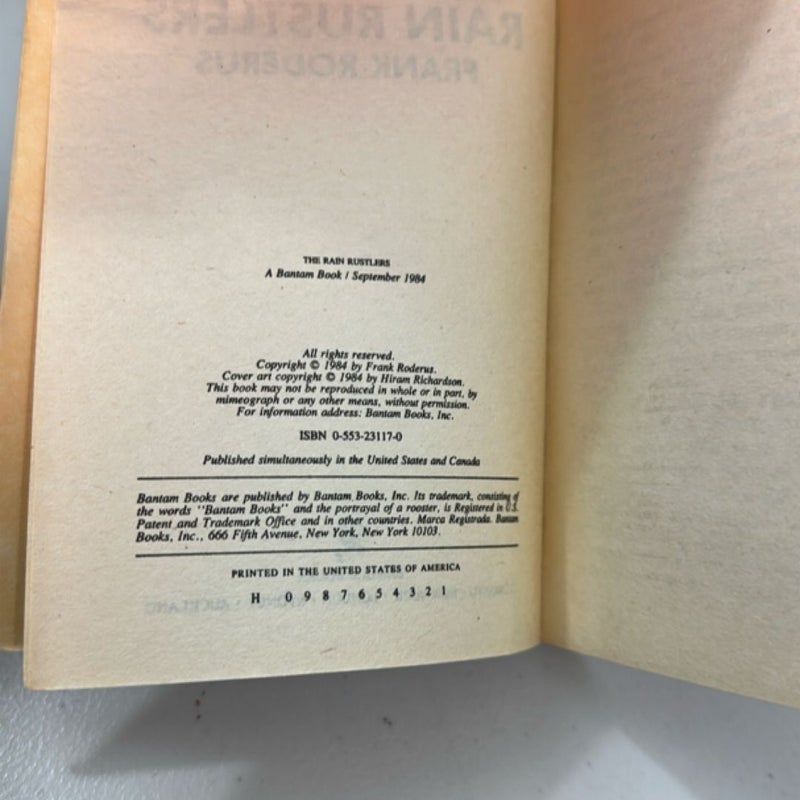 RAIN RUSTLERS
FRANK RODERUS
THE RAIN RUSTLERS
A Bantam Book / September 1984
All rights reserved.
Copyright © 1984 by Frank Roderus.
Cover art copyright © 1984 by Hiram Richardson.
This book may not be reproduced in whole or in part, by
mimeograph or any other means, without permission.
For information address: Bantam Books, Inc.
ISBN 0-553-23117-0
Published simultaneously in the United States and Canada
Bantam Books are published by Bantam Books, Inc. Its trademark, consisting of
the words "Bantam Books" and the portrayal of a rooster, is Registered in U.S.
Patent and Trademark Office and in other countries. Marca Registrada. Bantam
Books, Inc., 666 Fifth Avenue, New York, New York 10103.
PRINTED IN THE UNITED STATES OF AMERICA
H 0 9 8 7 6 5 4 3 2 1